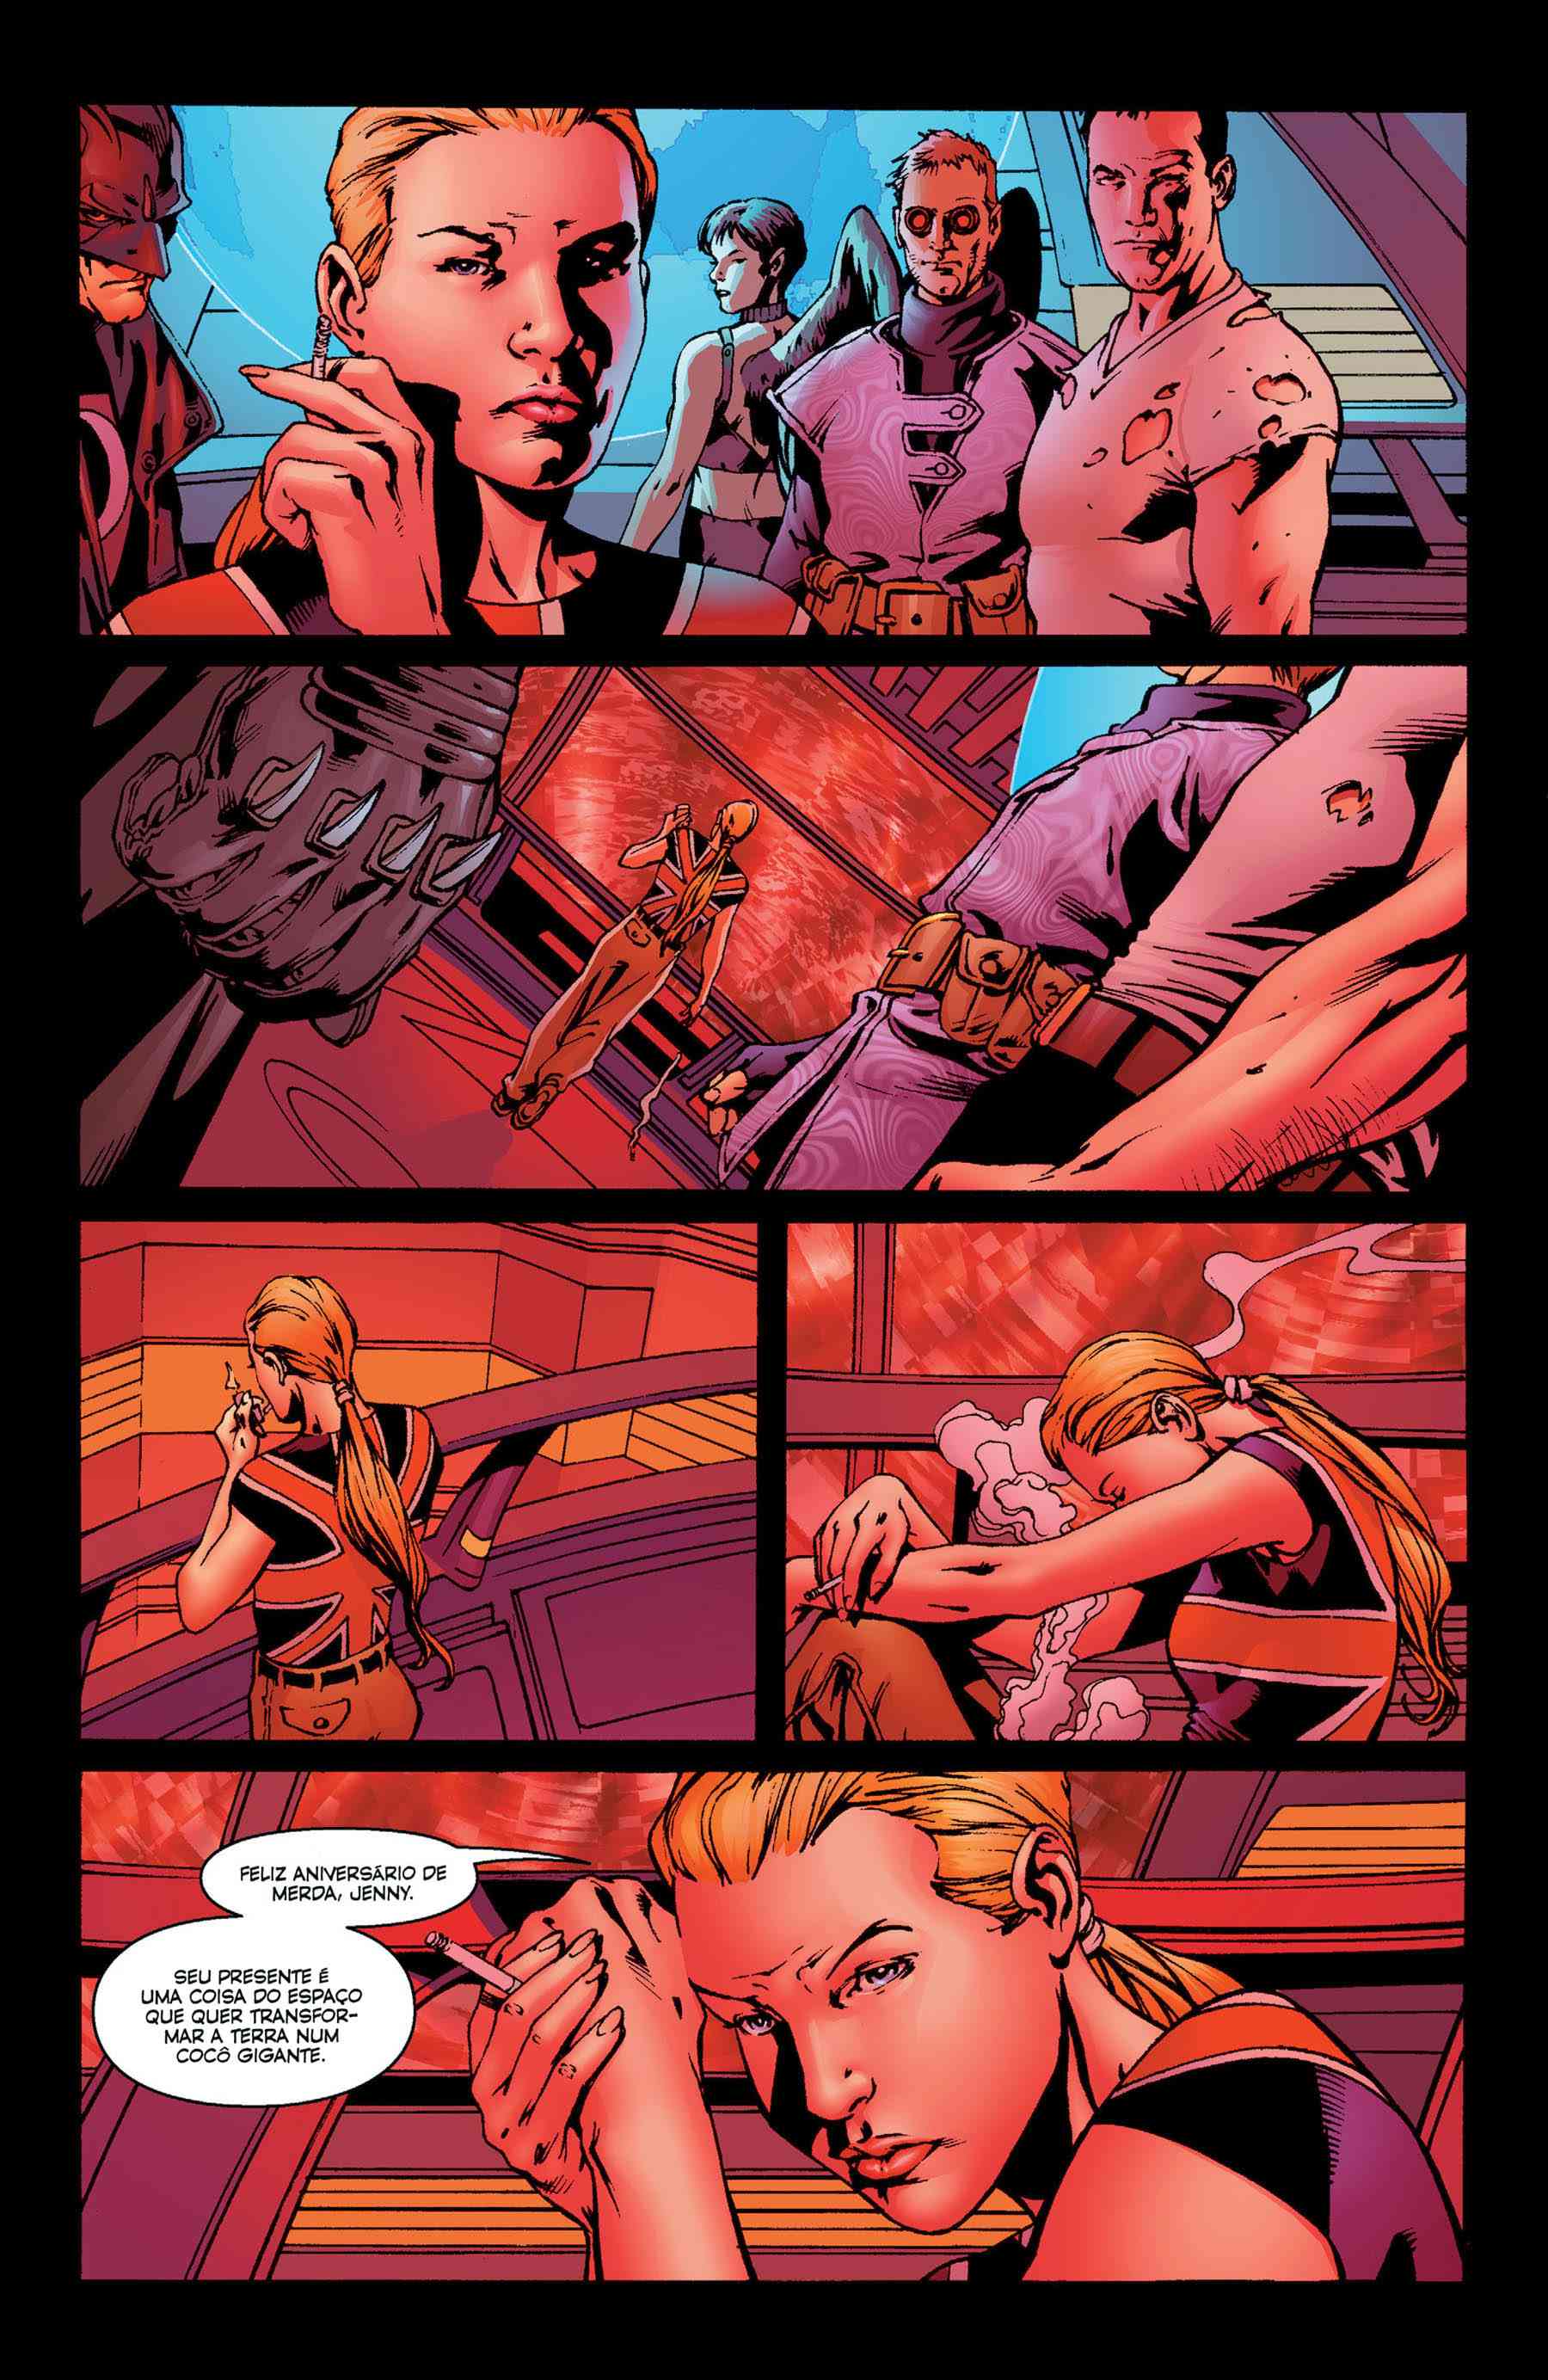 FELIZ ANIVERSÁRIO DE
MERDA, JENNY.
SEU PRESENTE É
UMA COISA DO ESPAÇO
QUE QUER TRANSFOR-
MAR A TERRA NUM
COCÔ GIGANTE.